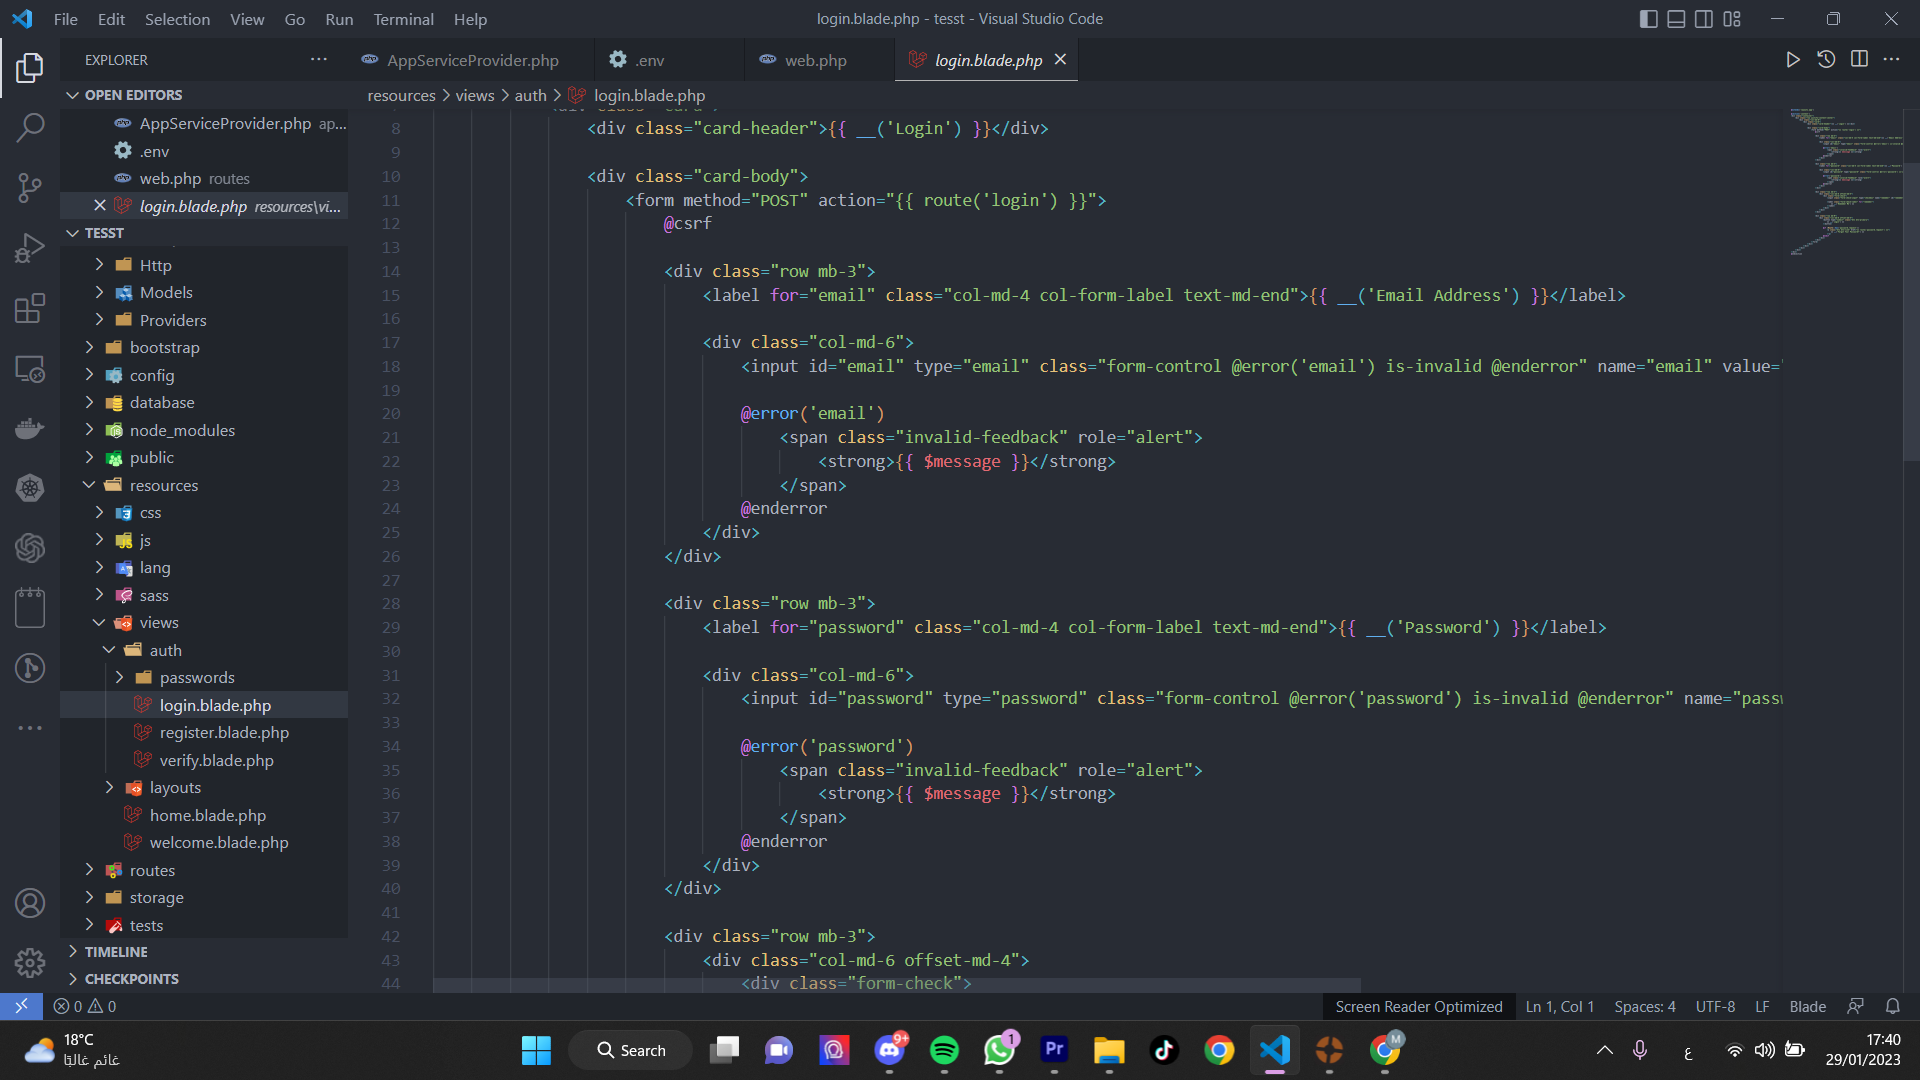 File Edit Selection View Go Run Terminal Help
login.blade.php - tesst - Visual Studio Code
EXPLORER
OPEN EDITORS
AppServiceProvider.php ap...
.env
web.php routes
login.blade.php resources\vi...
TESST
Http
Models
Providers
bootstrap
config
database
node_modules
public
resources
css
js
lang
sass
views
auth
passwords
login.blade.php
register.blade.php
verify.blade.php
layouts
home.blade.php
welcome.blade.php
routes
storage
tests
TIMELINE
CHECKPOINTS
AppServiceProvider.php .env web.php login.blade.php
resources > views > auth > login.blade.php
8 <div class="card-header">{{ __('Login') }}</div>
9
10 <div class="card-body">
11 <form method="POST" action="{{ route('login') }}">
12 @csrf
13
14 <div class="row mb-3">
15 <label for="email" class="col-md-4 col-form-label text-md-end">{{ __('Email Address') }}</label>
16
17 <div class="col-md-6">
18 <input id="email" type="email" class="form-control @error('email') is-invalid @enderror" name="email" value="
19
20 @error('email')
21 <span class="invalid-feedback" role="alert">
22 <strong>{{ $message }}</strong>
23 </span>
24 @enderror
25 </div>
26 </div>
27
28 <div class="row mb-3">
29 <label for="password" class="col-md-4 col-form-label text-md-end">{{ __('Password') }}</label>
30
31 <div class="col-md-6">
32 <input id="password" type="password" class="form-control @error('password') is-invalid @enderror" name="passw
33
34 @error('password')
35 <span class="invalid-feedback" role="alert">
36 <strong>{{ $message }}</strong>
37 </span>
38 @enderror
39 </div>
40 </div>
41
42 <div class="row mb-3">
43 <div class="col-md-6 offset-md-4">
44 <div class="form-check">
0 0
Screen Reader Optimized Ln 1, Col 1 Spaces: 4 UTF-8 LF Blade
18°C
غائم غالبًا
Search
9+
1
Pr
M
ع
17:40
29/01/2023